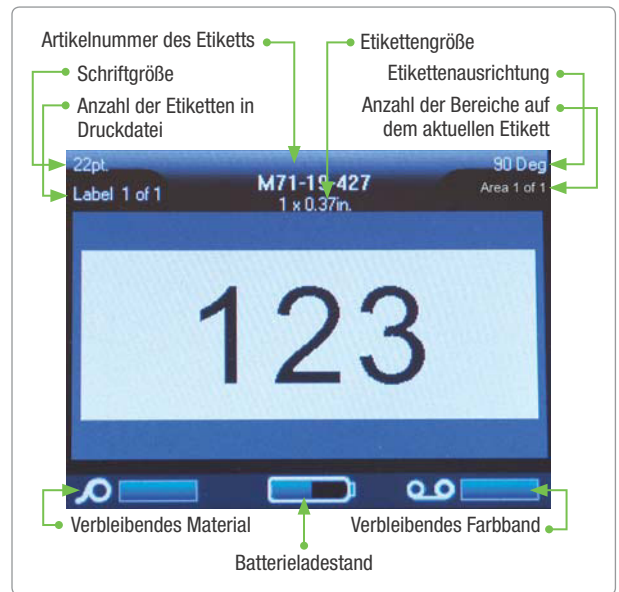 Artikelnummer des Etiketts
Etikettengröße
Schriftgröße
Etikettenausrichtung
Anzahl der Etiketten in
Druckdatei
Anzahl der Bereiche auf
dem aktuellen Etikett
22pt.
90 Deg
Label 1 of 1
M71-19-427
Area 1 of 1
1 x 0.37in.
123
Verbleibendes Material
Verbleibendes Farbband
Batterieladestand